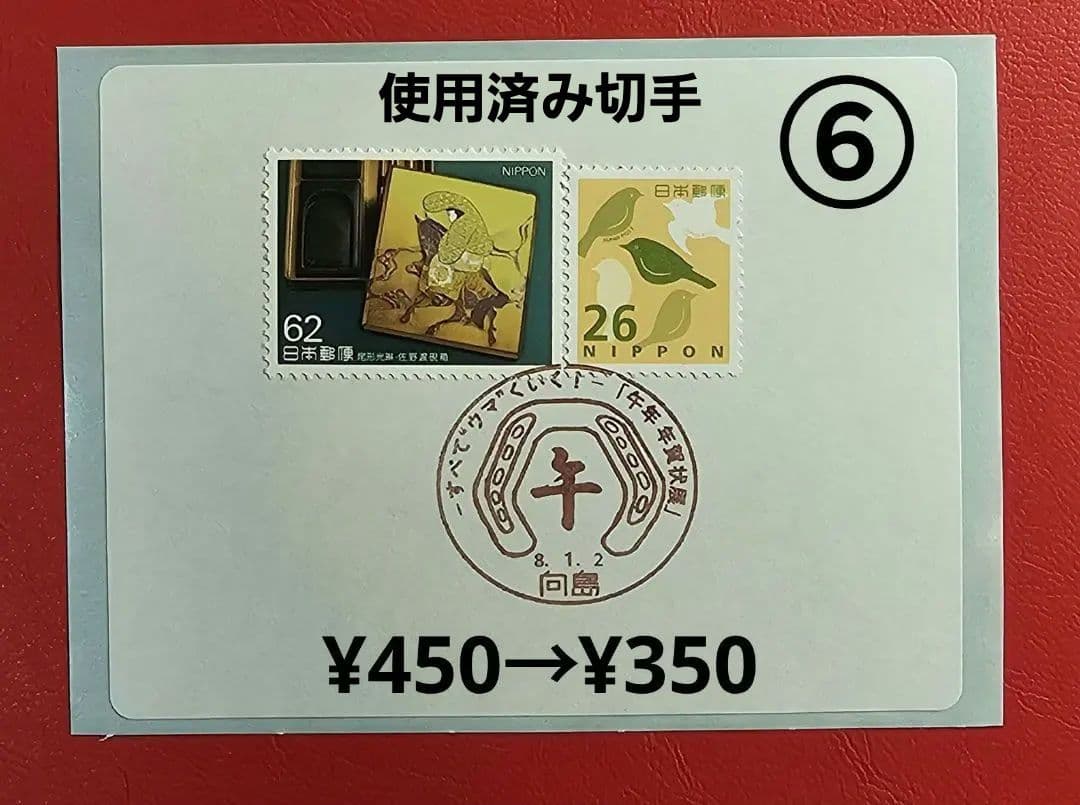 使用済み切手
⑥
NIPPON
62
日本郵便 尾形光琳・佐野渡硯箱
日本郵便
26
NIPPON
－すべて"ウマ"くいく！－「午年年賀状展」
午
8. 1. 2
向島
¥450→¥350